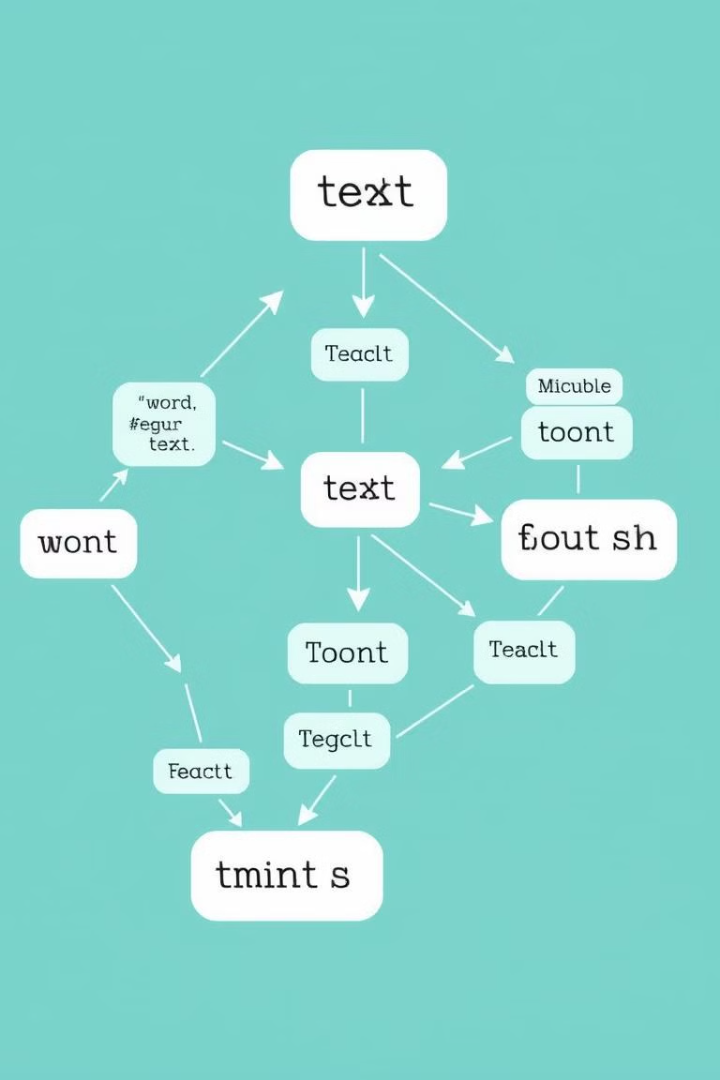 text
Teaclt
Micuble
toont
"word,
#egur
text.
text
wont
£out sh
Toont
Teaclt
Tegclt
Feactt
tmint s